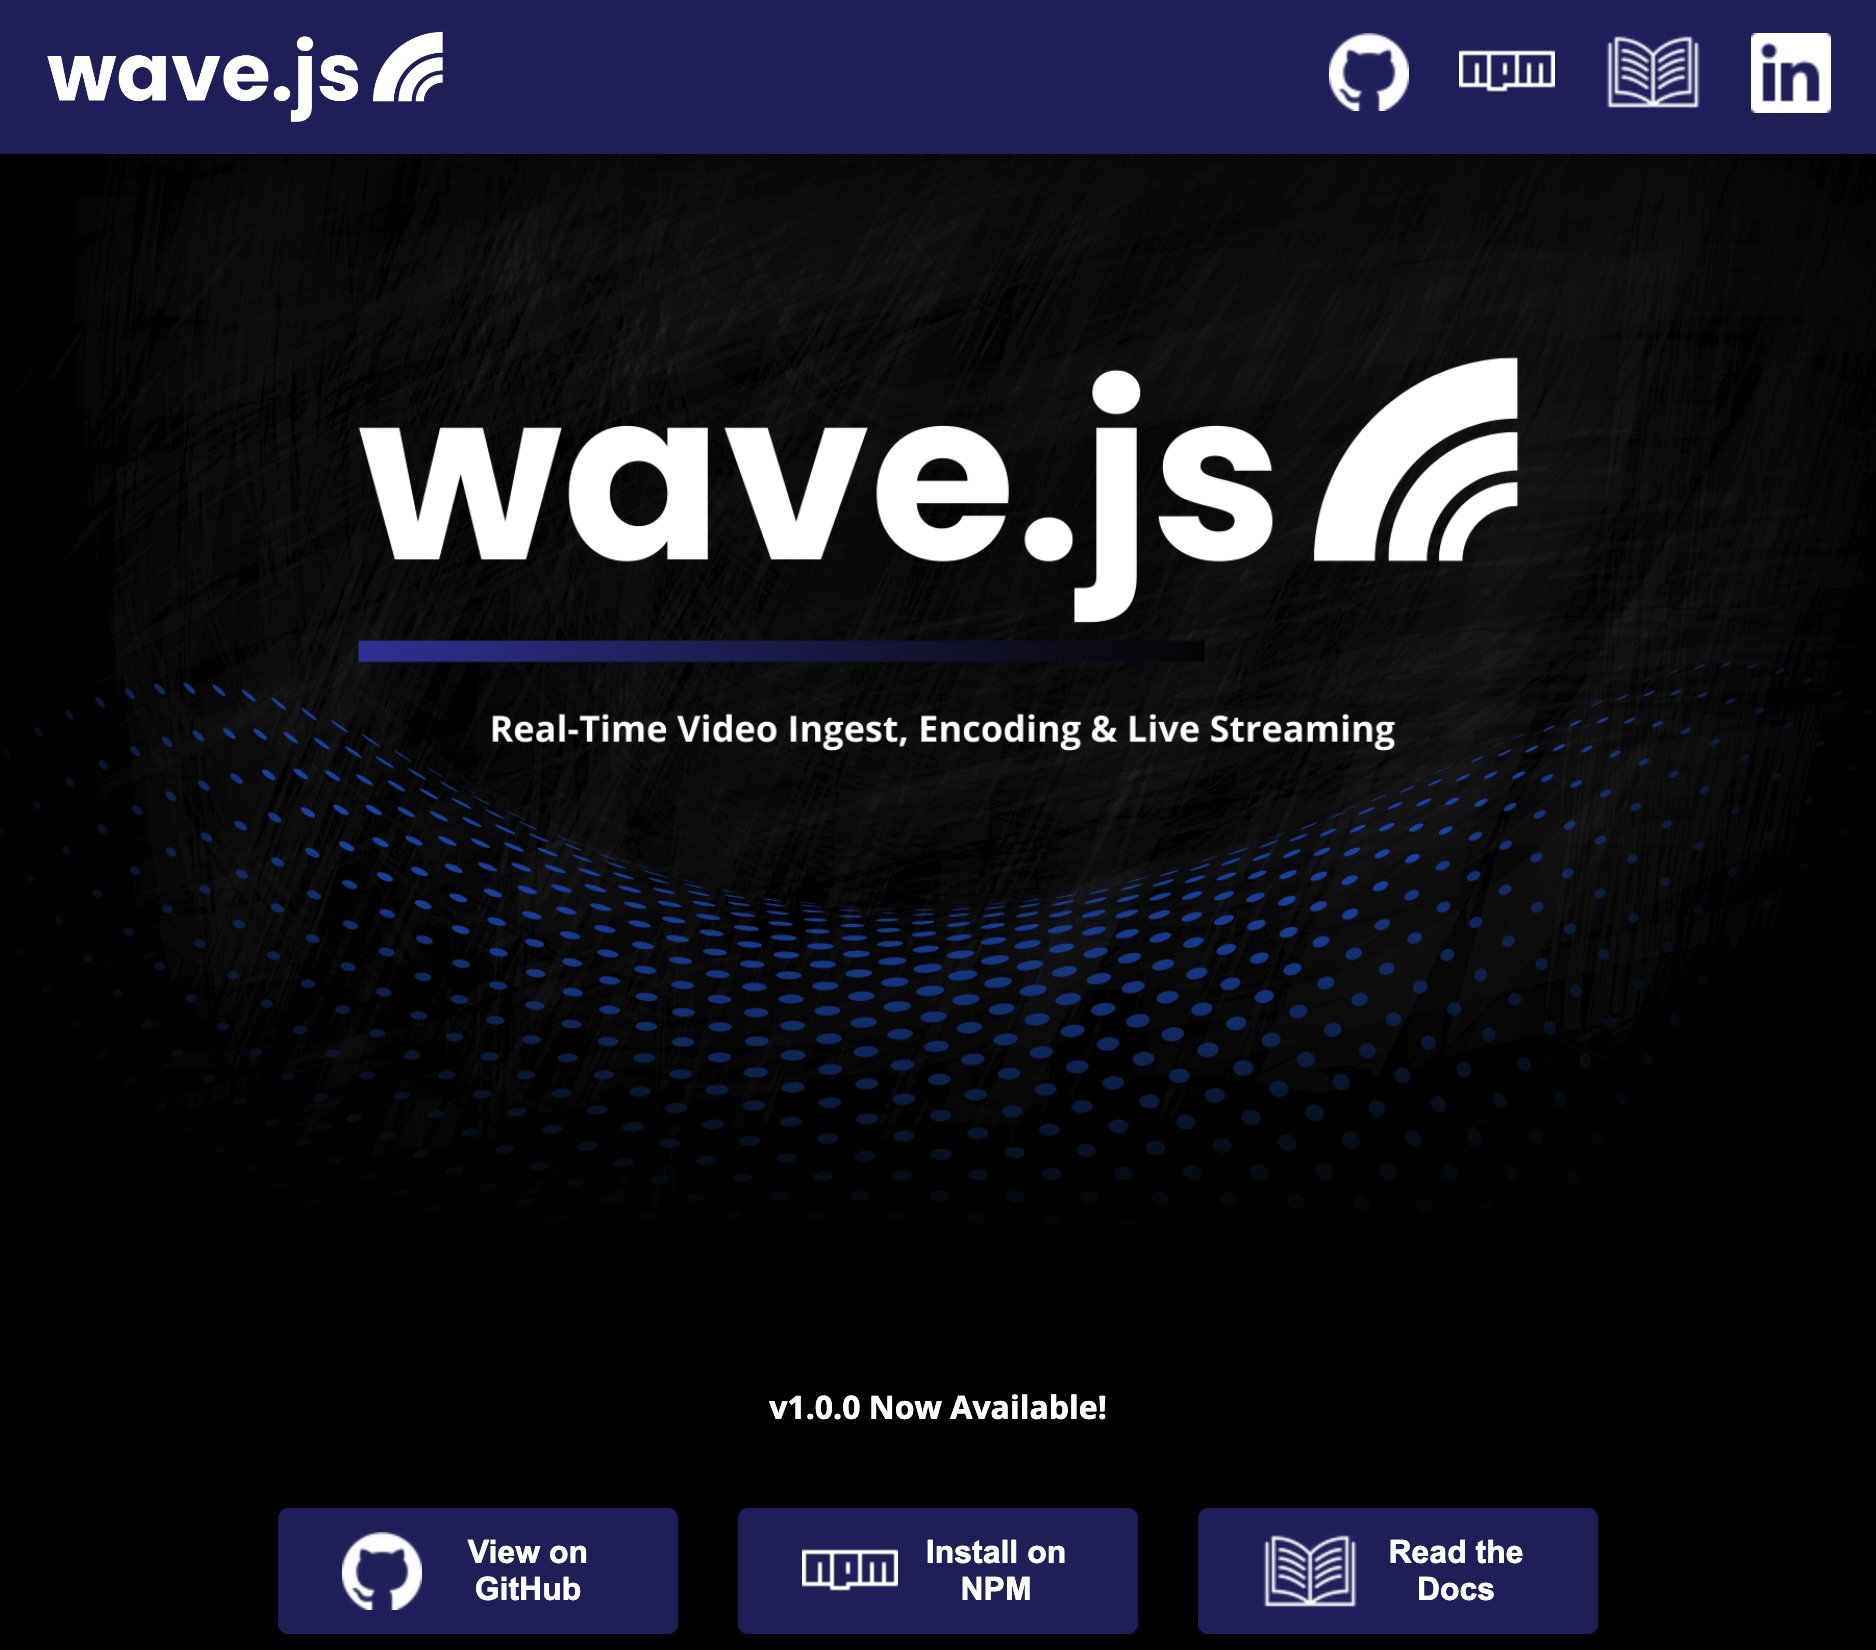 wave.js
npm
in
wave.js
Real-Time Video Ingest, Encoding & Live Streaming
v1.0.0 Now Available!
View on
GitHub
npm
Install on
NPM
Read the
Docs